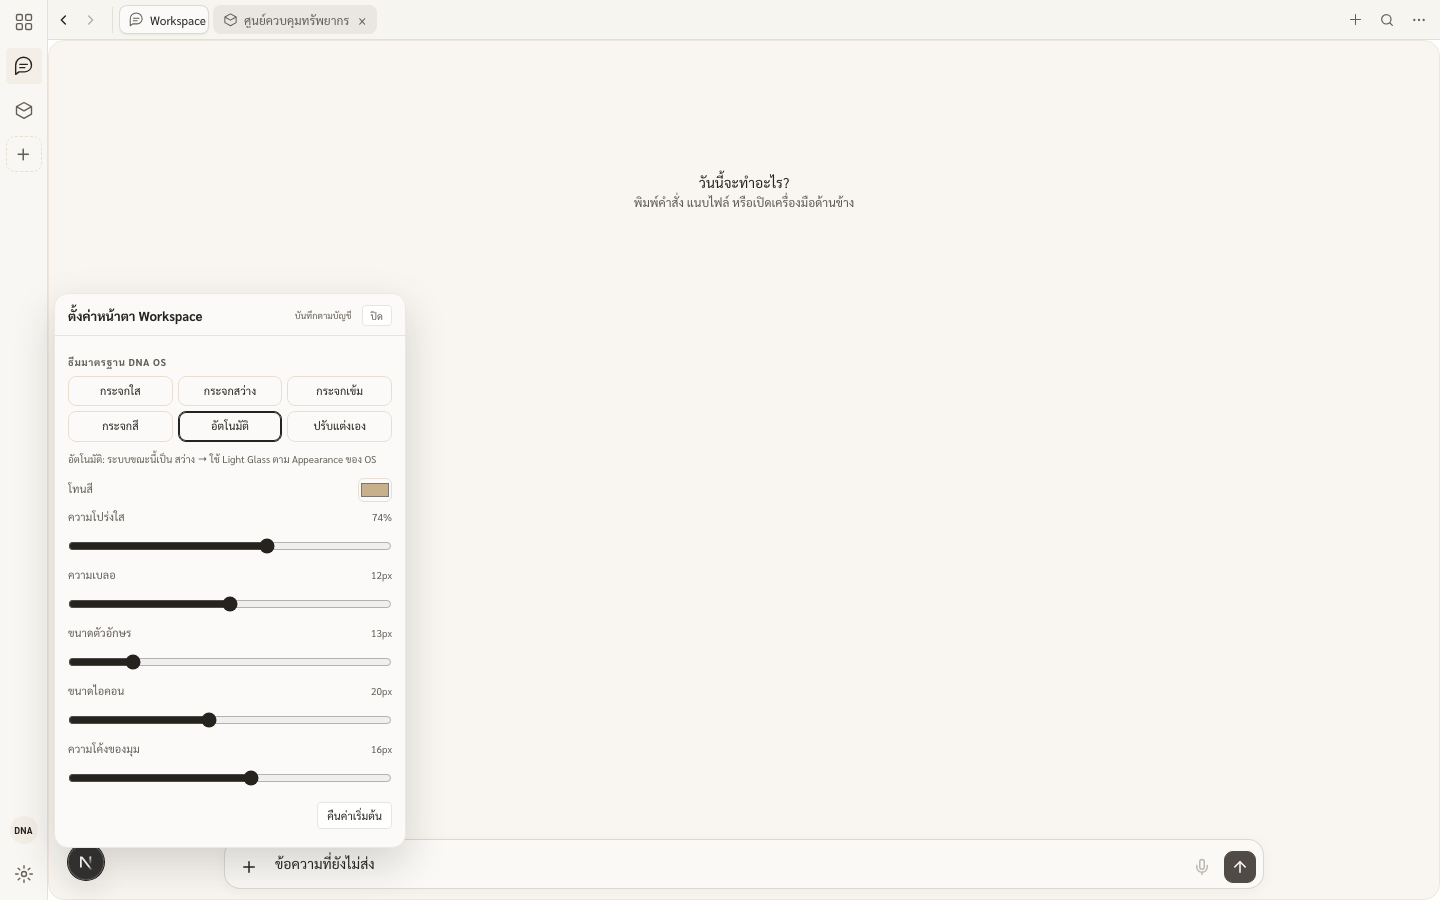 Workspace
ศูนย์ควบคุมทรัพยากร
วันนี้จะทำอะไร?
พิมพ์คำสั่ง แนบไฟล์ หรือเปิดเครื่องมือด้านข้าง
ตั้งค่าหน้าตา Workspace
บันทึกตามบัญชี
ปิด
ธีมมาตรฐาน DNA OS
กระจกใส
กระจกสว่าง
กระจกเข้ม
กระจกสี
อัตโนมัติ
ปรับแต่งเอง
อัตโนมัติ: ระบบขณะนี้เป็น สว่าง → ใช้ Light Glass ตาม Appearance ของ OS
โทนสี
ความโปร่งใส 74%
ความเบลอ 12px
ขนาดตัวอักษร 13px
ขนาดไอคอน 20px
ความโค้งของมุม 16px
คืนค่าเริ่มต้น
DNA
N
ข้อความที่ยังไม่ส่ง